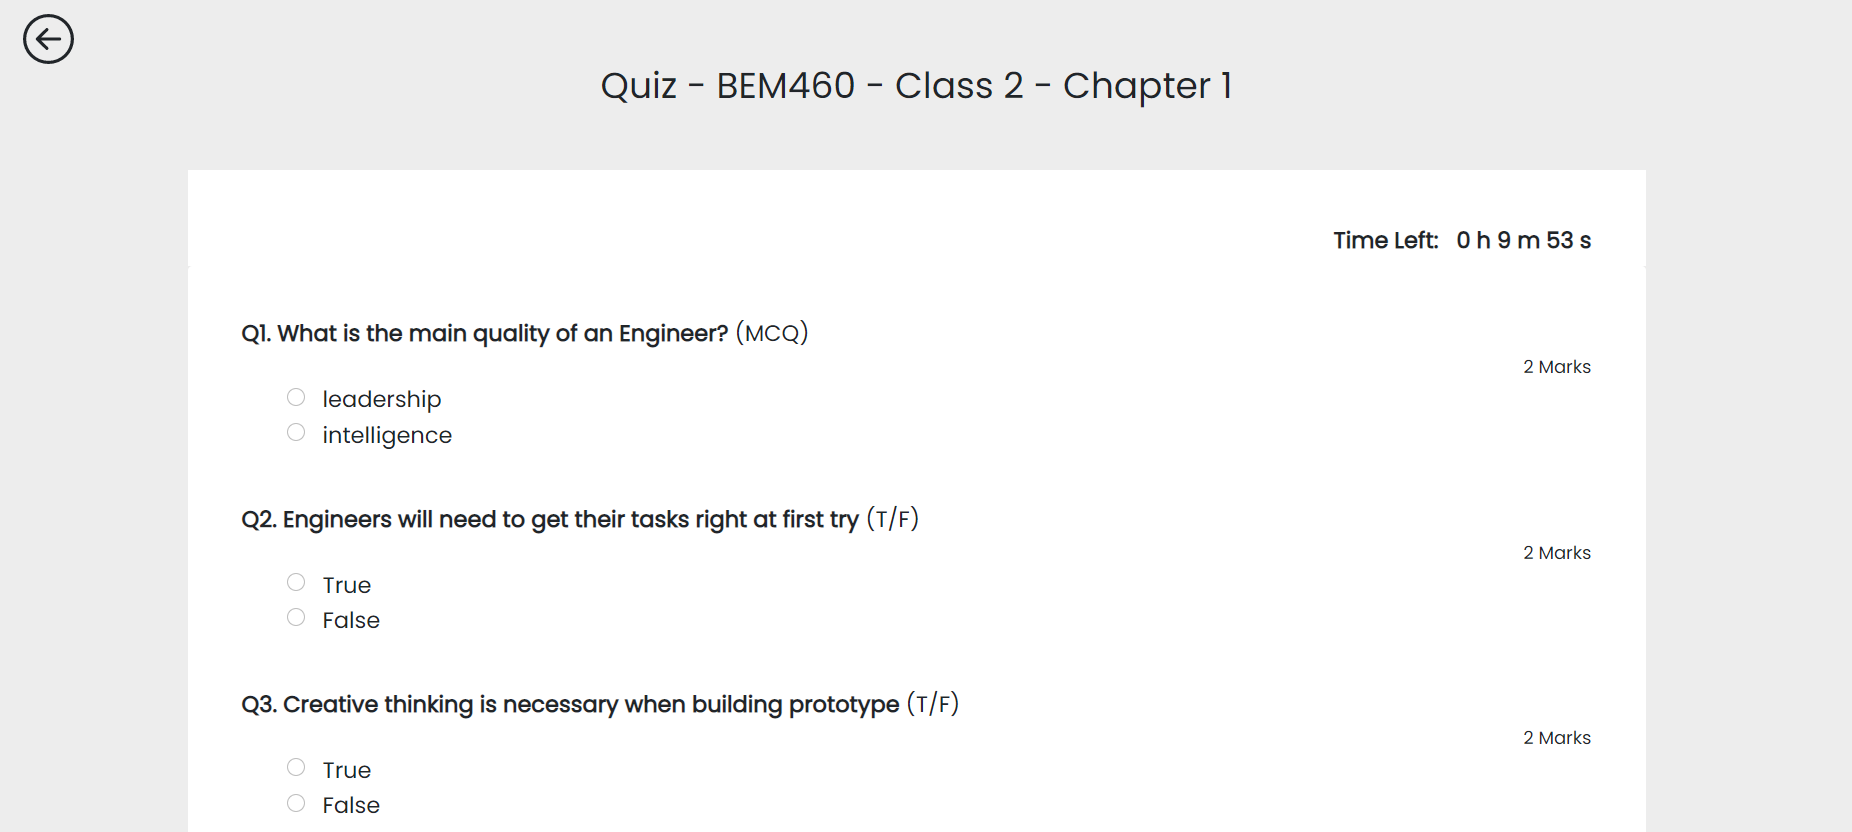 Quiz - BEM460 - Class 2 - Chapter 1
Time Left: 0 h 9 m 53 s
Q1. What is the main quality of an Engineer? (MCQ)
2 Marks
leadership
intelligence
Q2. Engineers will need to get their tasks right at first try (T/F)
2 Marks
True
False
Q3. Creative thinking is necessary when building prototype (T/F)
2 Marks
True
False